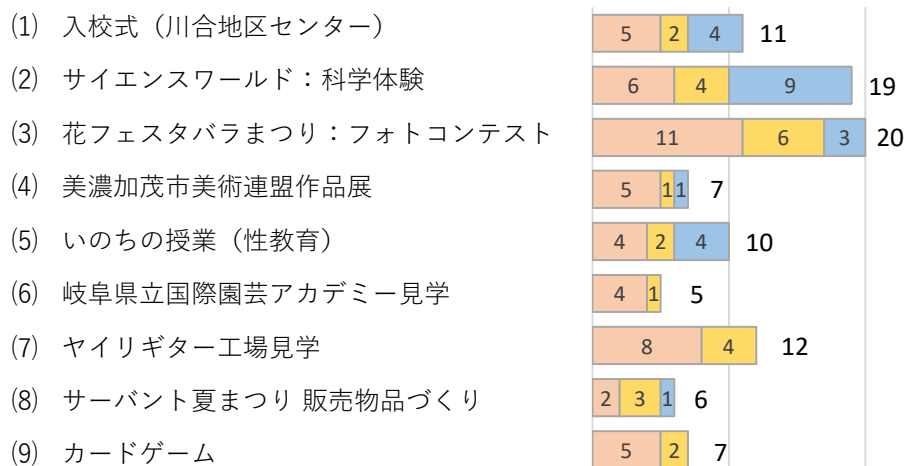 (1) 入校式（川合地区センター） 5 2 4 11
(2) サイエンスワールド：科学体験 6 4 9 19
(3) 花フェスタバラまつり：フォトコンテスト 11 6 3 20
(4) 美濃加茂市美術連盟作品展 5 1 1 7
(5) いのちの授業（性教育） 4 2 4 10
(6) 岐阜県立国際園芸アカデミー見学 4 1 5
(7) ヤイリギター工場見学 8 4 12
(8) サーバント夏まつり 販売物品づくり 2 3 1 6
(9) カードゲーム 5 2 7